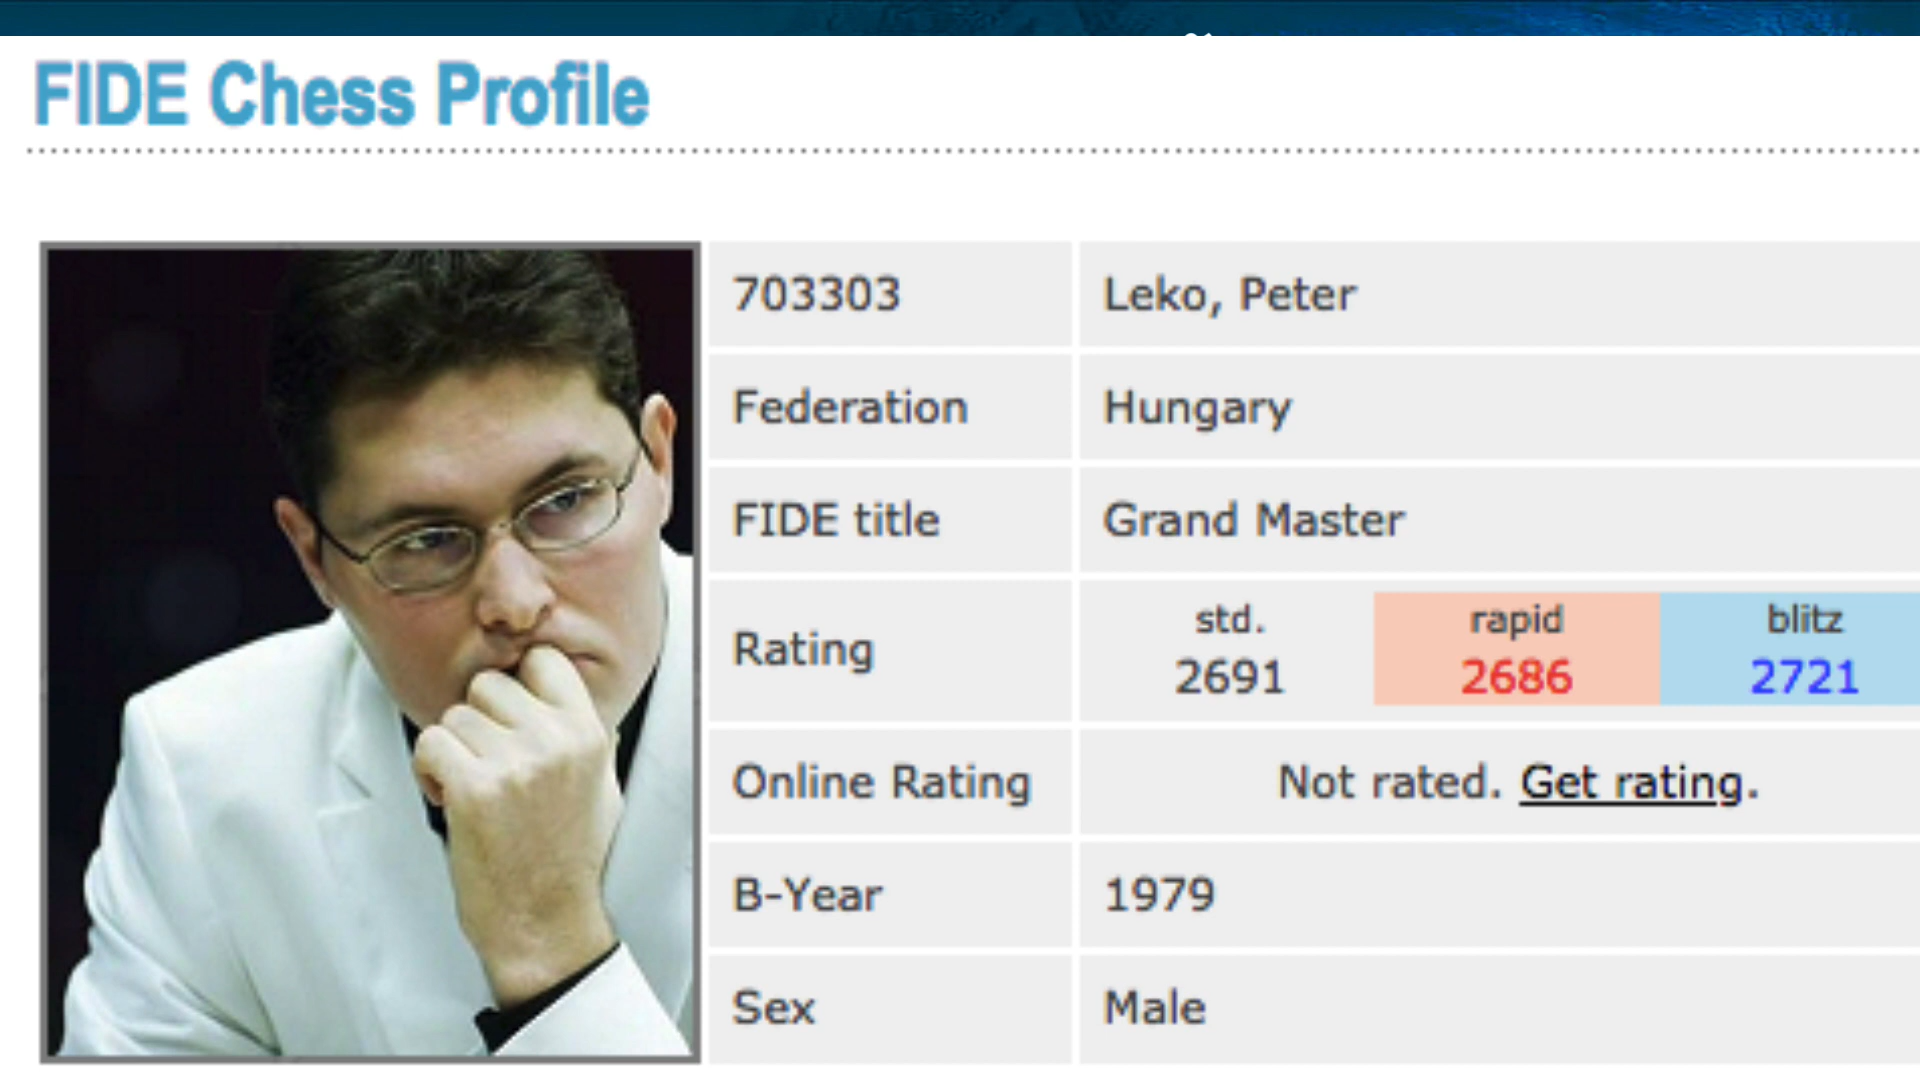 FIDE Chess Profile
703303 Leko, Peter
Federation Hungary
FIDE title Grand Master
std. rapid blitz
Rating 2691 2686 2721
Online Rating Not rated. Get rating.
B-Year 1979
Sex Male